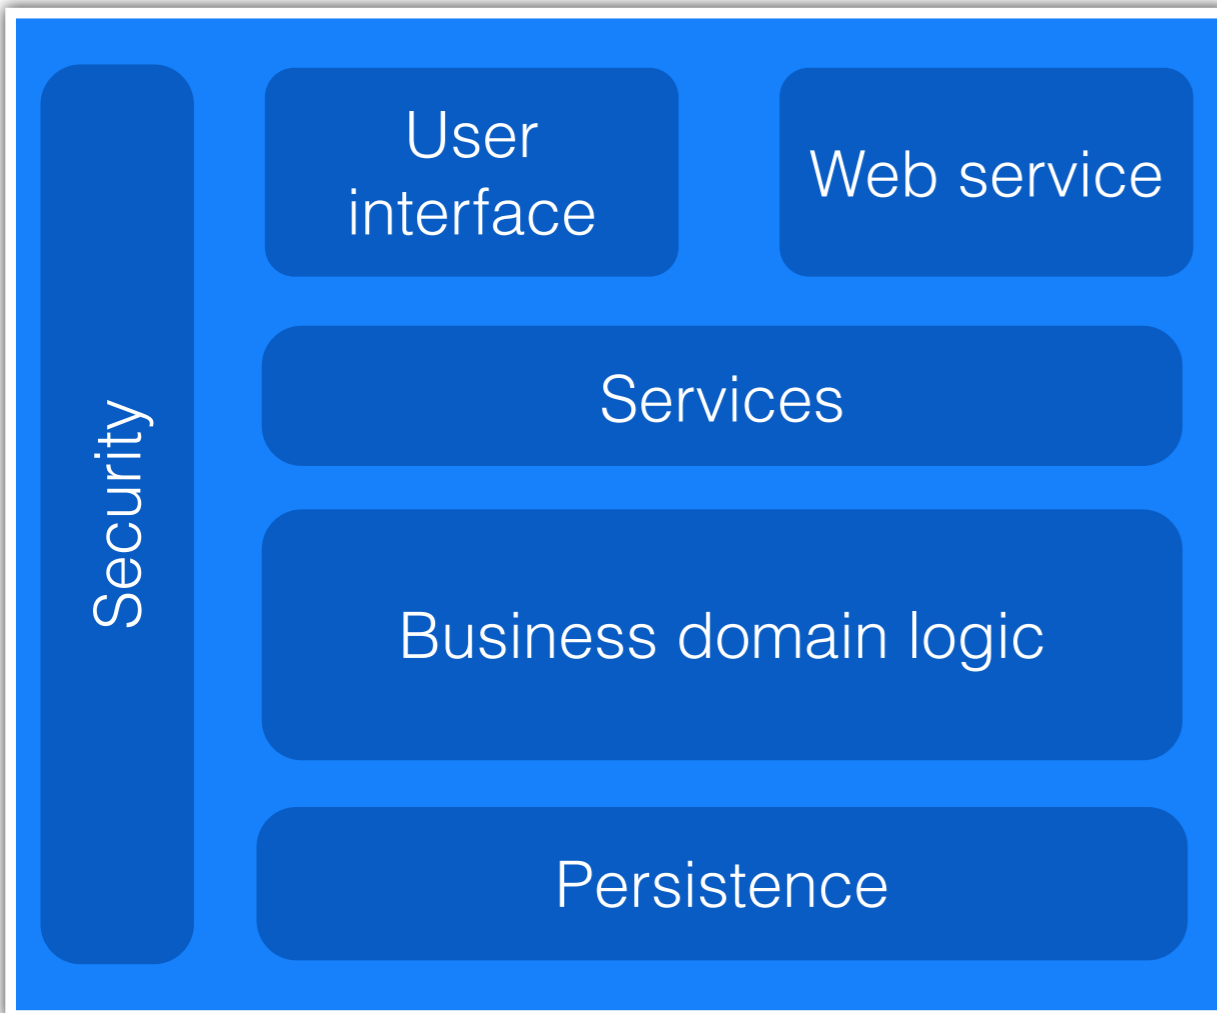 User
interface
Web service
Services
Security
Business domain logic
Persistence